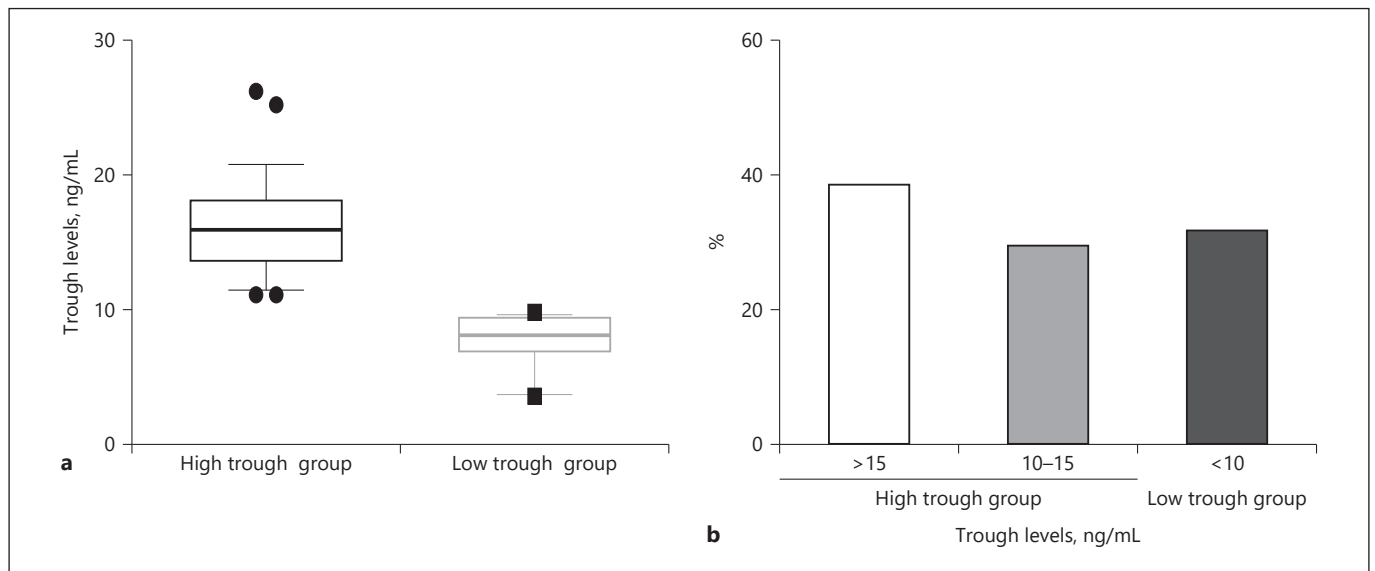 30
20
10
0
Trough levels, ng/mL
High trough group
Low trough group
a
60
40
20
0
%
>15
10–15
<10
High trough group
Low trough group
Trough levels, ng/mL
b